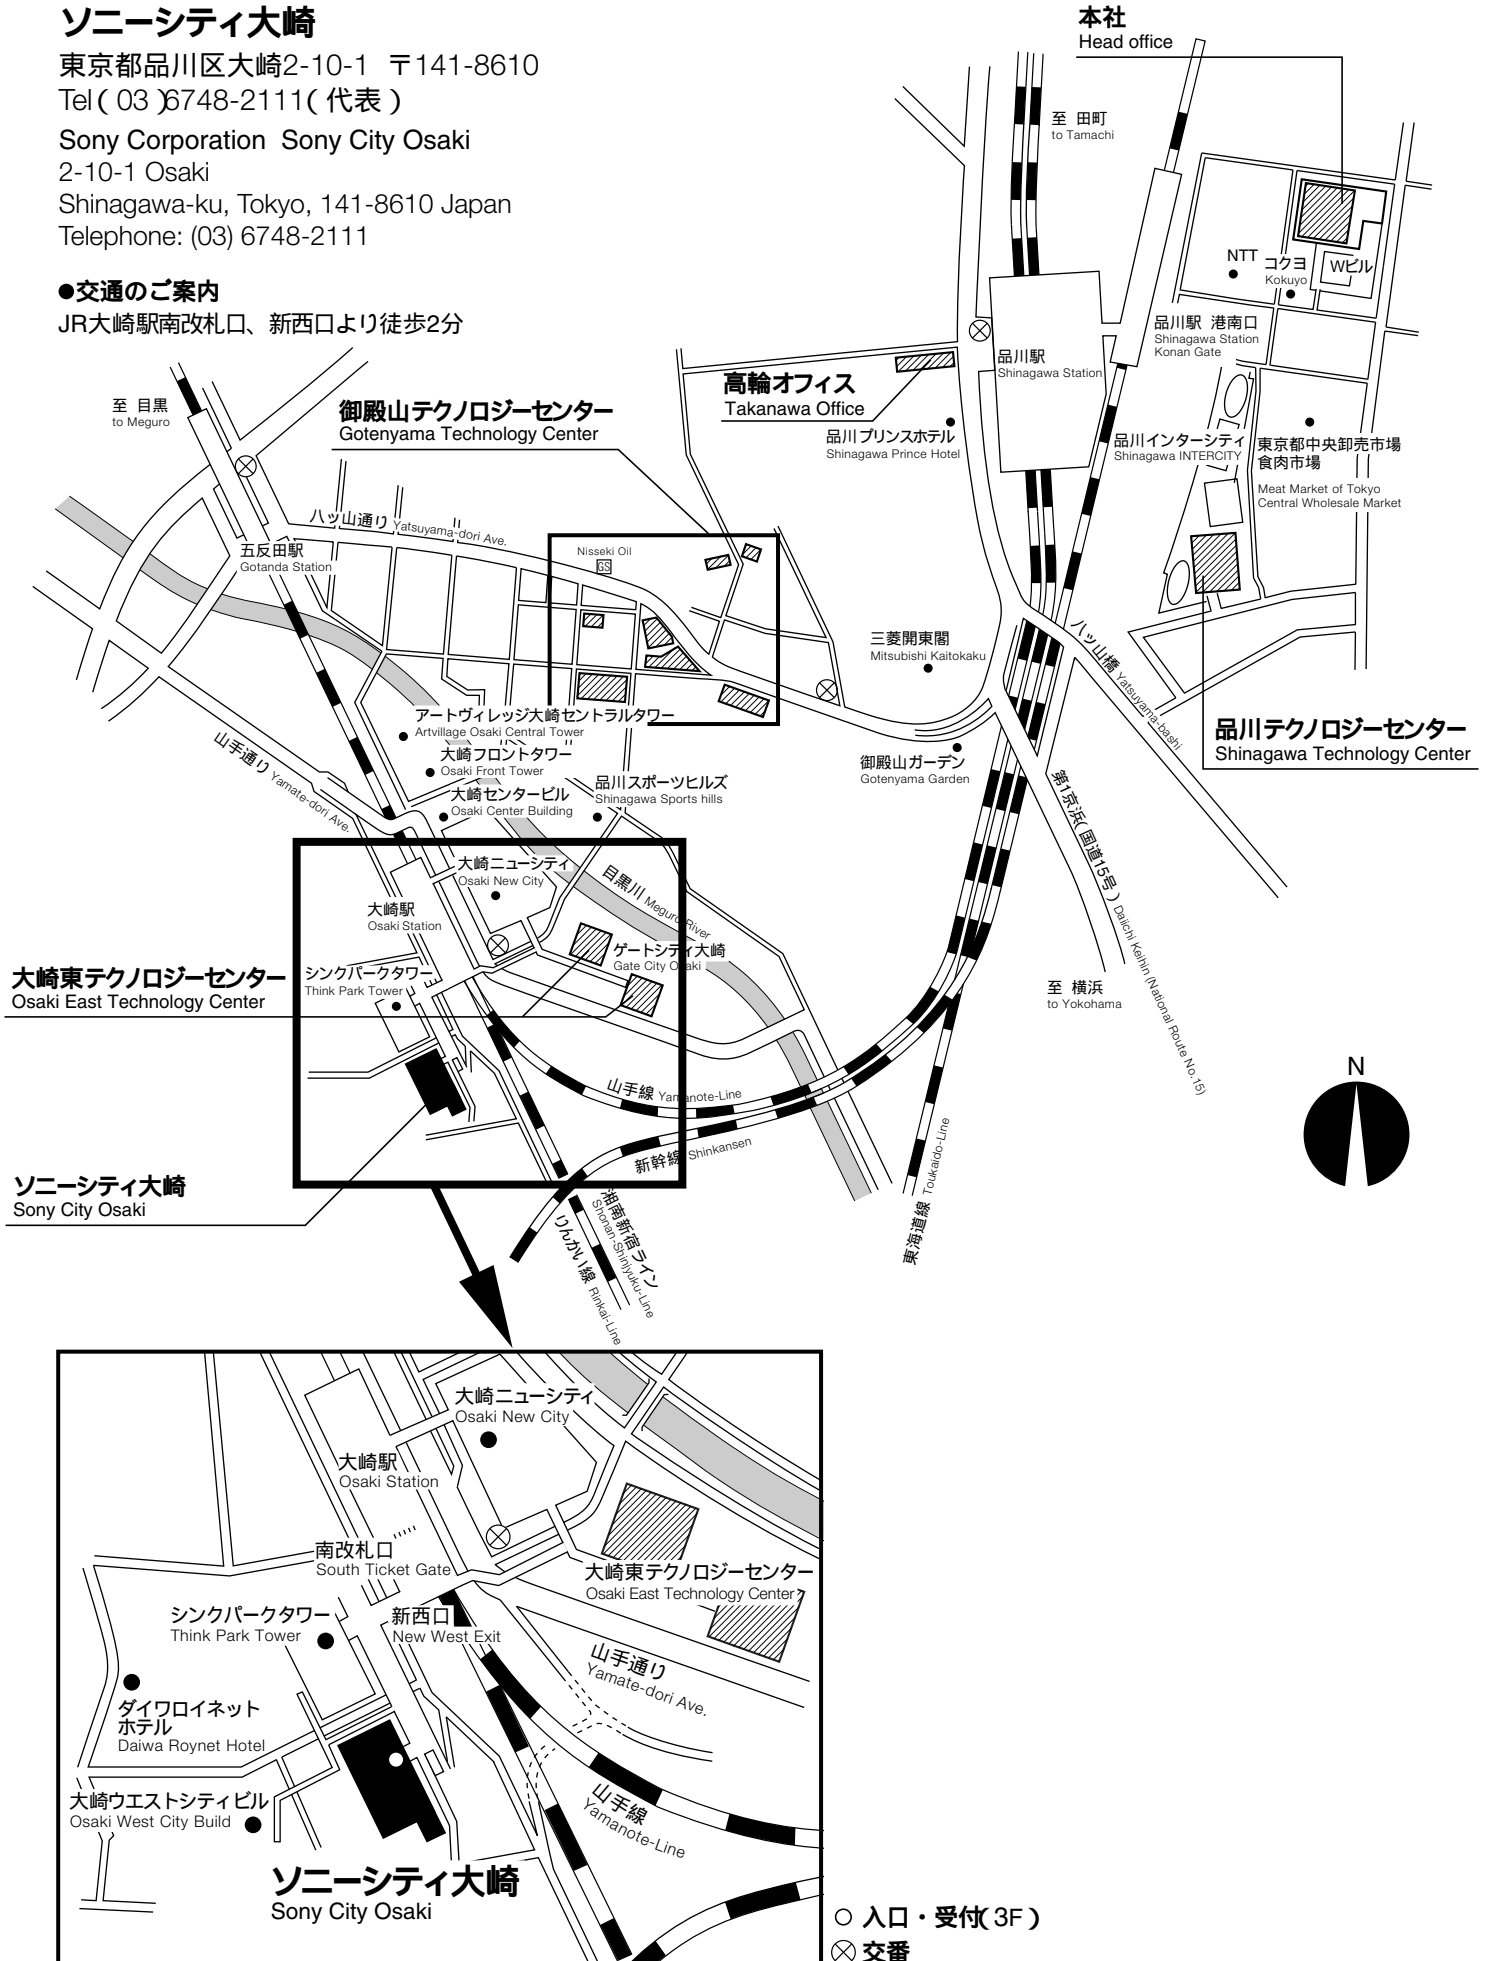 ソニーシティ大崎
東京都品川区大崎2-10-1 〒141-8610
Tel(03)6748-2111(代表)
Sony Corporation Sony City Osaki
2-10-1 Osaki
Shinagawa-ku, Tokyo, 141-8610 Japan
Telephone: (03) 6748-2111
●交通のご案内
JR大崎駅南改札口、新西口より徒歩2分
本社
Head office
至 田町
to Tamachi
NTT
コクヨ
Kokuyo
Wビル
品川駅 港南口
Shinagawa Station
Konan Gate
品川駅
Shinagawa Station
高輪オフィス
Takanawa Office
品川プリンスホテル
Shinagawa Prince Hotel
品川インターシティ
Shinagawa INTERCITY
東京都中央卸売市場
食肉市場
Meat Market of Tokyo
Central Wholesale Market
至 目黒
to Meguro
御殿山テクノロジーセンター
Gotenyama Technology Center
八ッ山通り Yatsuyama-dori Ave.
五反田駅
Gotanda Station
Nisseki Oil
GS
三菱開東閣
Mitsubishi Kaitokaku
八ッ山橋 Yatsuyama-bashi
品川テクノロジーセンター
Shinagawa Technology Center
アートヴィレッジ大崎セントラルタワー
Artvillage Osaki Central Tower
大崎フロントタワー
Osaki Front Tower
山手通り Yamate-dori Ave.
大崎センタービル
Osaki Center Building
品川スポーツヒルズ
Shinagawa Sports hills
御殿山ガーデン
Gotenyama Garden
第1京浜(国道15号) Daiichi Keihin (National Route No.15)
大崎ニューシティ
Osaki New City
目黒川 Meguro River
大崎駅
Osaki Station
ゲートシティ大崎
Gate City Osaki
大崎東テクノロジーセンター
Osaki East Technology Center
シンクパークタワー
Think Park Tower
至 横浜
to Yokohama
N
山手線 Yamanote-Line
新幹線 Shinkansen
ソニーシティ大崎
Sony City Osaki
湘南新宿ライン
Shonan-Shinjyuku-Line
りんかい線 Rinkai-Line
東海道線 Toukaido-Line
大崎ニューシティ
Osaki New City
大崎駅
Osaki Station
南改札口
South Ticket Gate
大崎東テクノロジーセンター
Osaki East Technology Center
シンクパークタワー
Think Park Tower
新西口
New West Exit
山手通り
Yamate-dori Ave.
ダイワロイネット
ホテル
Daiwa Roynet Hotel
大崎ウエストシティビル
Osaki West City Build
山手線
Yamanote-Line
ソニーシティ大崎
Sony City Osaki
○ 入口・受付(3F)
交番